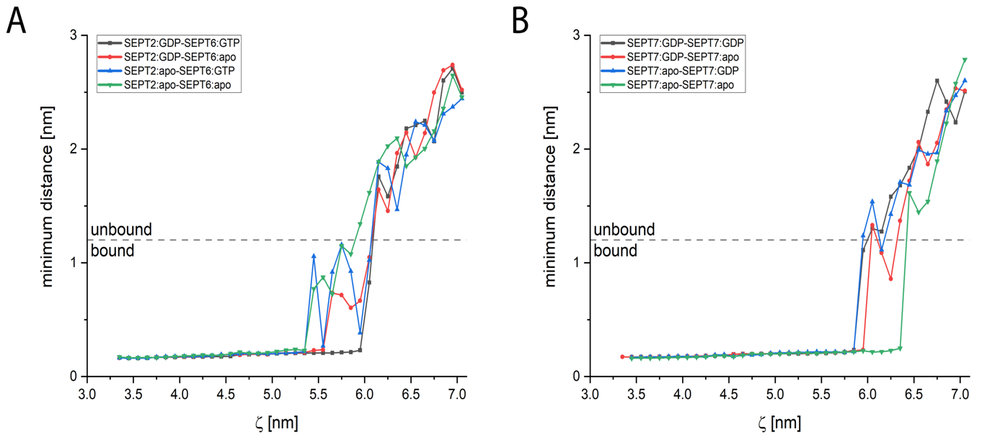 A
3
SEPT2:GDP-SEPT6:GTP
SEPT2:GDP-SEPT6:apo
SEPT2:apo-SEPT6:GTP
SEPT2:apo-SEPT6:apo
2
unbound
bound
1
0
minimum distance [nm]
3.0 3.5 4.0 4.5 5.0 5.5 6.0 6.5 7.0
ζ [nm]
B
3
SEPT7:GDP-SEPT7:GDP
SEPT7:GDP-SEPT7:apo
SEPT7:apo-SEPT7:GDP
SEPT7:apo-SEPT7:apo
2
unbound
bound
1
0
minimum distance [nm]
3.0 3.5 4.0 4.5 5.0 5.5 6.0 6.5 7.0
ζ [nm]